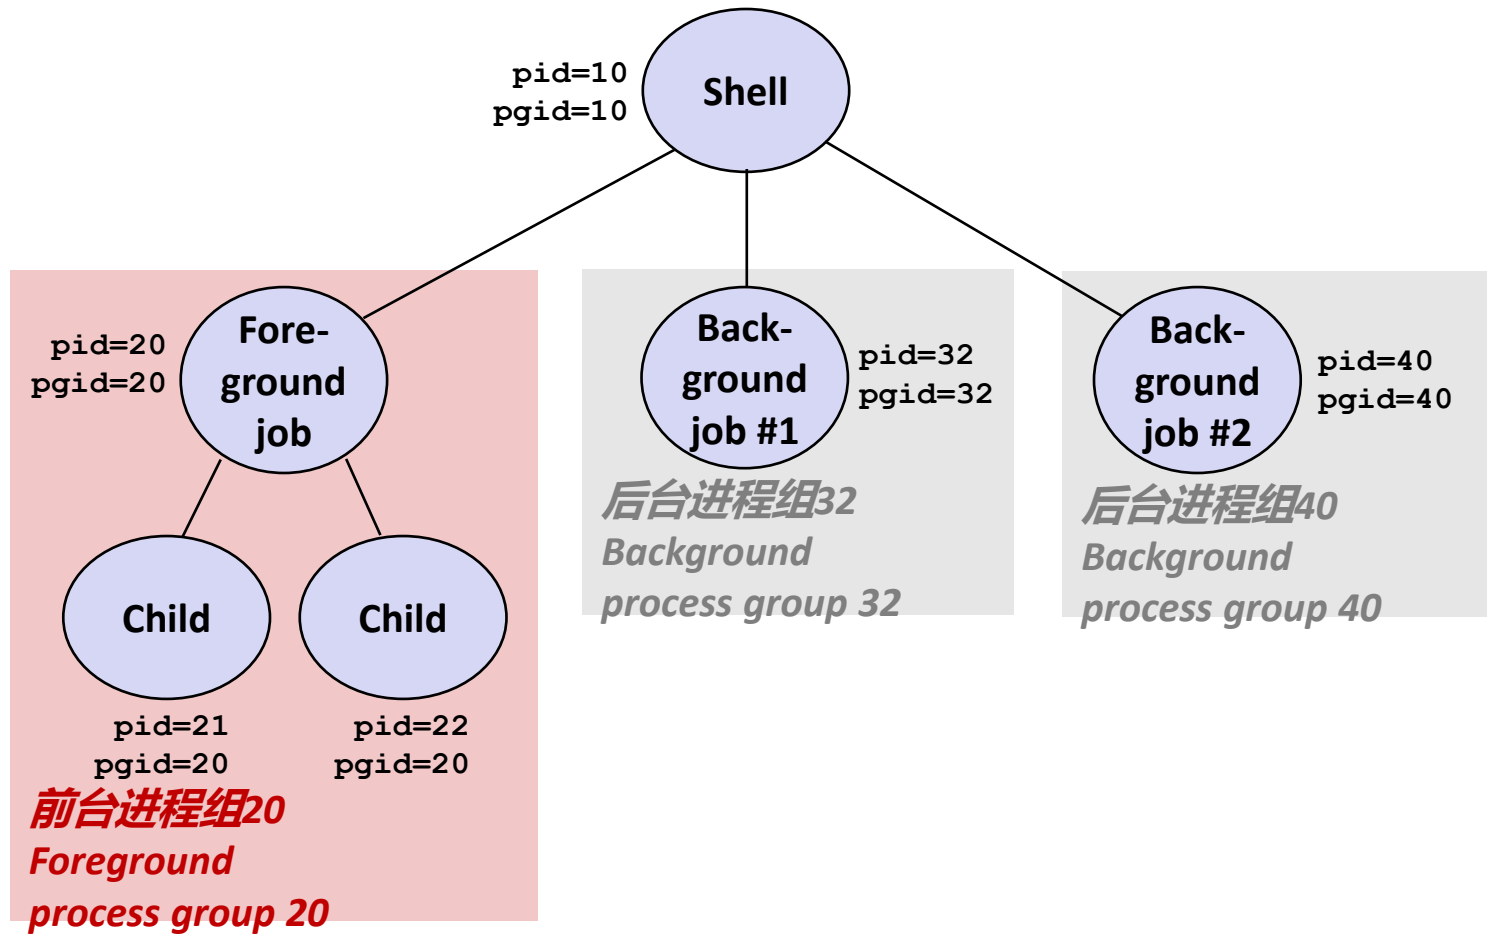 pid=10
pgid=10
Shell
pid=20
pgid=20
Fore-
ground
job
Back-
ground
job #1
pid=32
pgid=32
Back-
ground
job #2
pid=40
pgid=40
后台进程组32
Background
process group 32
后台进程组40
Background
process group 40
Child
Child
pid=21
pgid=20
pid=22
pgid=20
前台进程组20
Foreground
process group 20